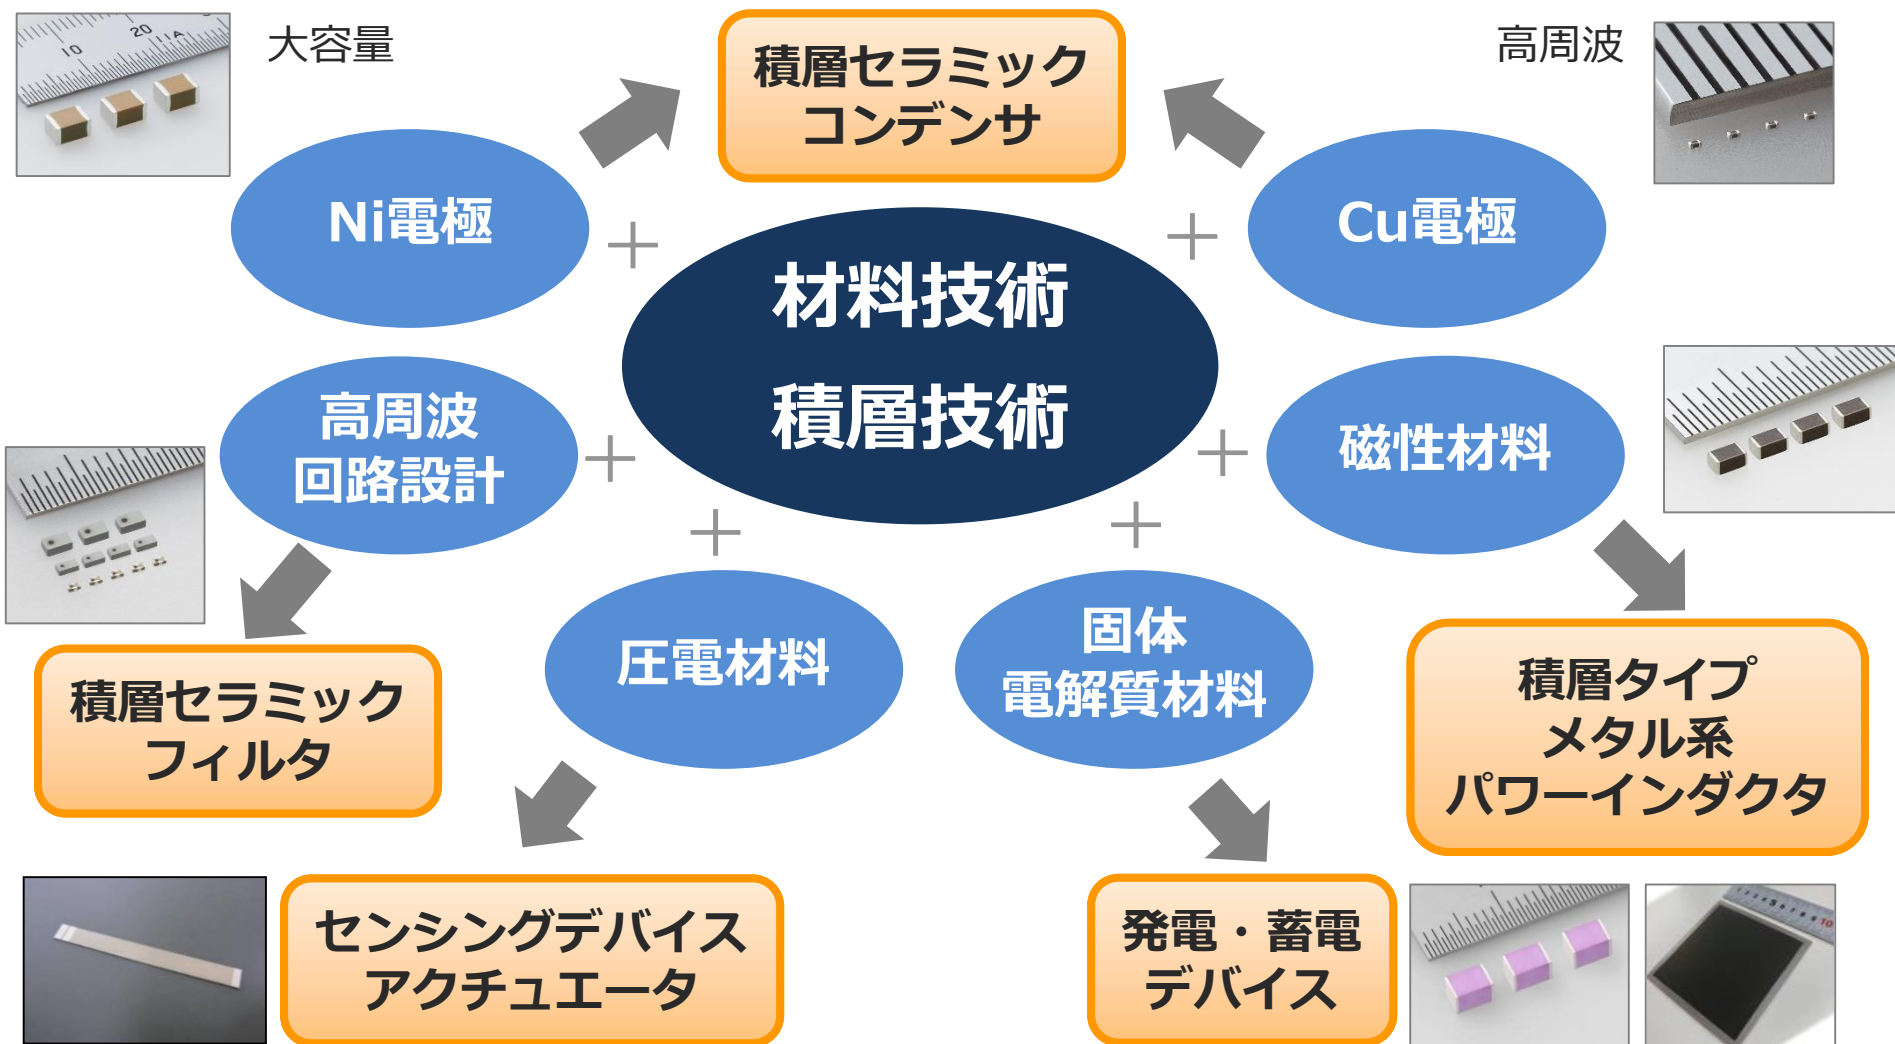 大容量
積層セラミック
コンデンサ
高周波
Ni電極
Cu電極
材料技術
積層技術
高周波
回路設計
磁性材料
圧電材料
固体
電解質材料
積層セラミック
フィルタ
積層タイプ
メタル系
パワーインダクタ
センシングデバイス
アクチュエータ
発電・蓄電
デバイス
10
20
10